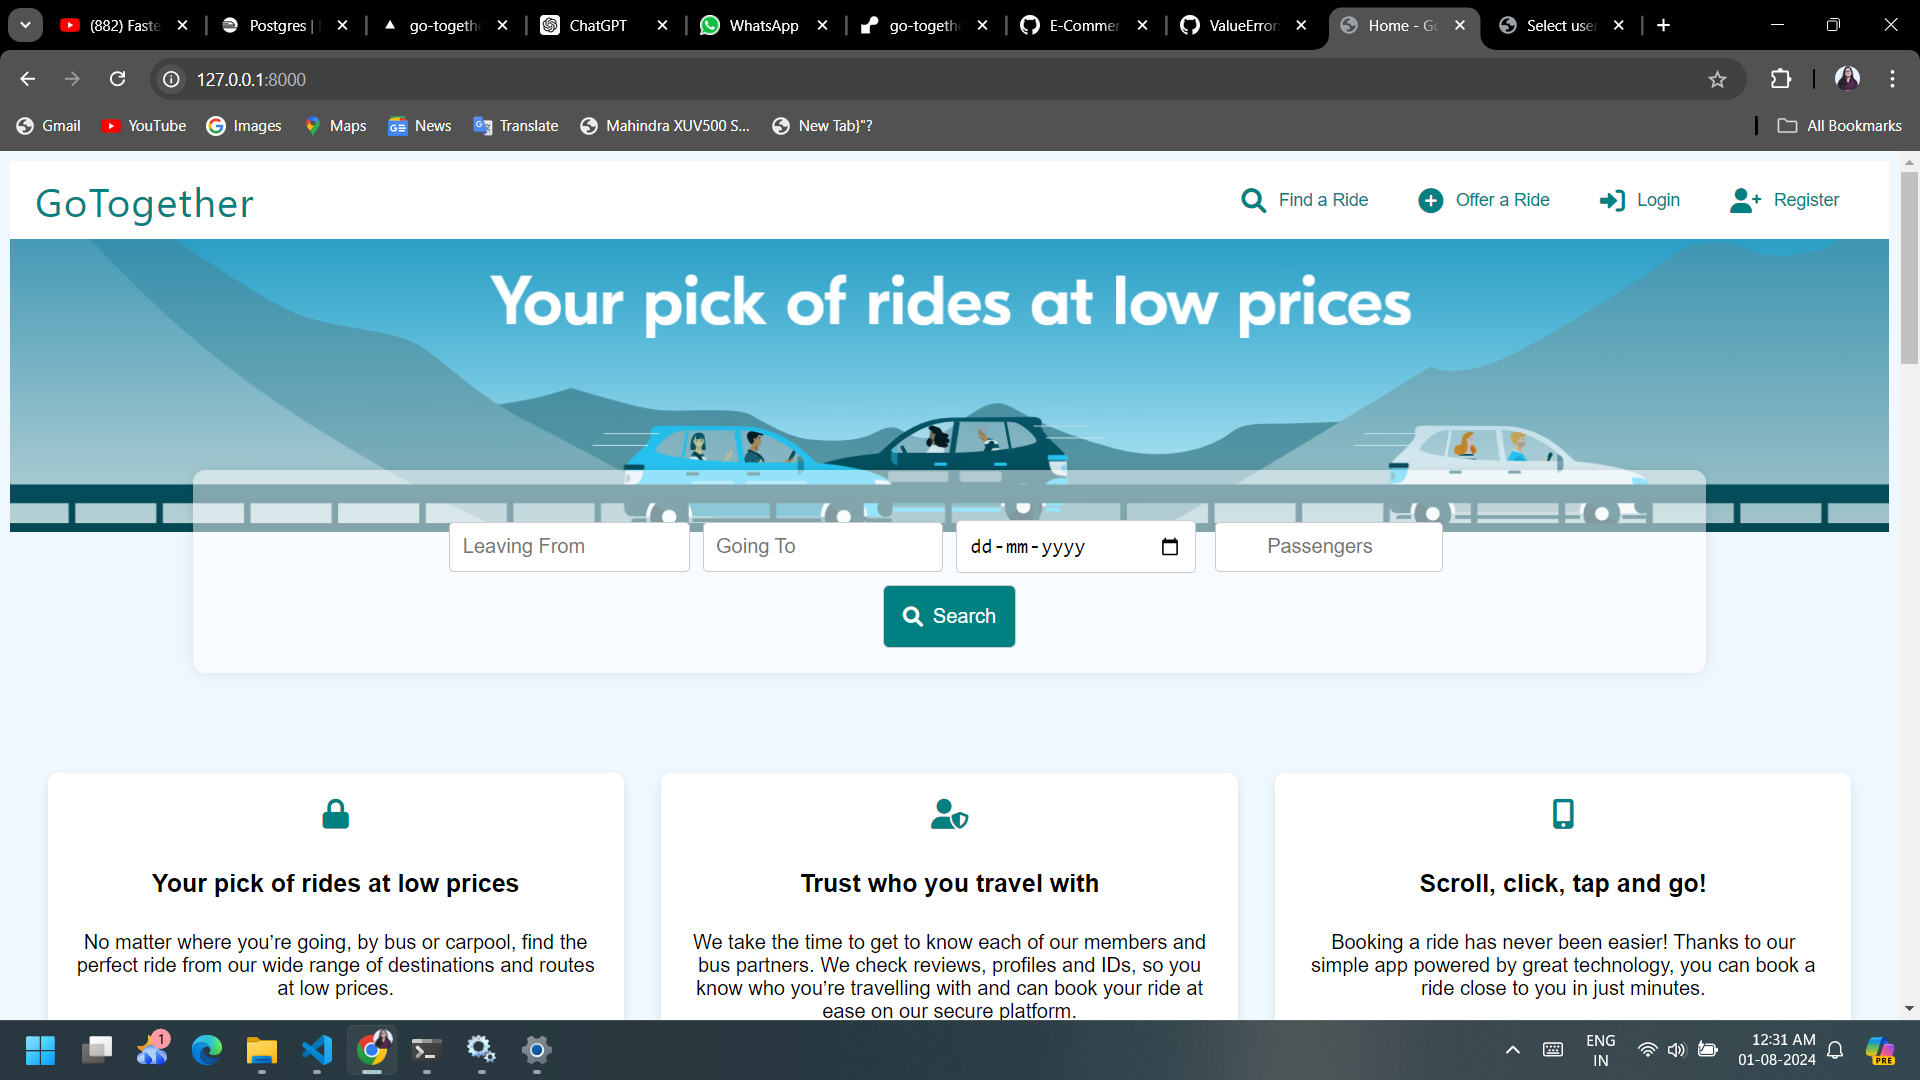 (882) Faste
Postgres |
go-togethe
ChatGPT
WhatsApp
go-togethe
E-Commer
ValueError:
Home - Go
Select user
127.0.0.1:8000
Gmail
YouTube
Images
Maps
News
Translate
Mahindra XUV500 S...
New Tab}"?
All Bookmarks
GoTogether
Find a Ride
Offer a Ride
Login
Register
Your pick of rides at low prices
Leaving From
Going To
dd-mm-yyyy
Passengers
Search
Your pick of rides at low prices
No matter where you’re going, by bus or carpool, find the
perfect ride from our wide range of destinations and routes
at low prices.
Trust who you travel with
We take the time to get to know each of our members and
bus partners. We check reviews, profiles and IDs, so you
know who you’re travelling with and can book your ride at
ease on our secure platform.
Scroll, click, tap and go!
Booking a ride has never been easier! Thanks to our
simple app powered by great technology, you can book a
ride close to you in just minutes.
1
ENG
IN
12:31 AM
01-08-2024
PRE